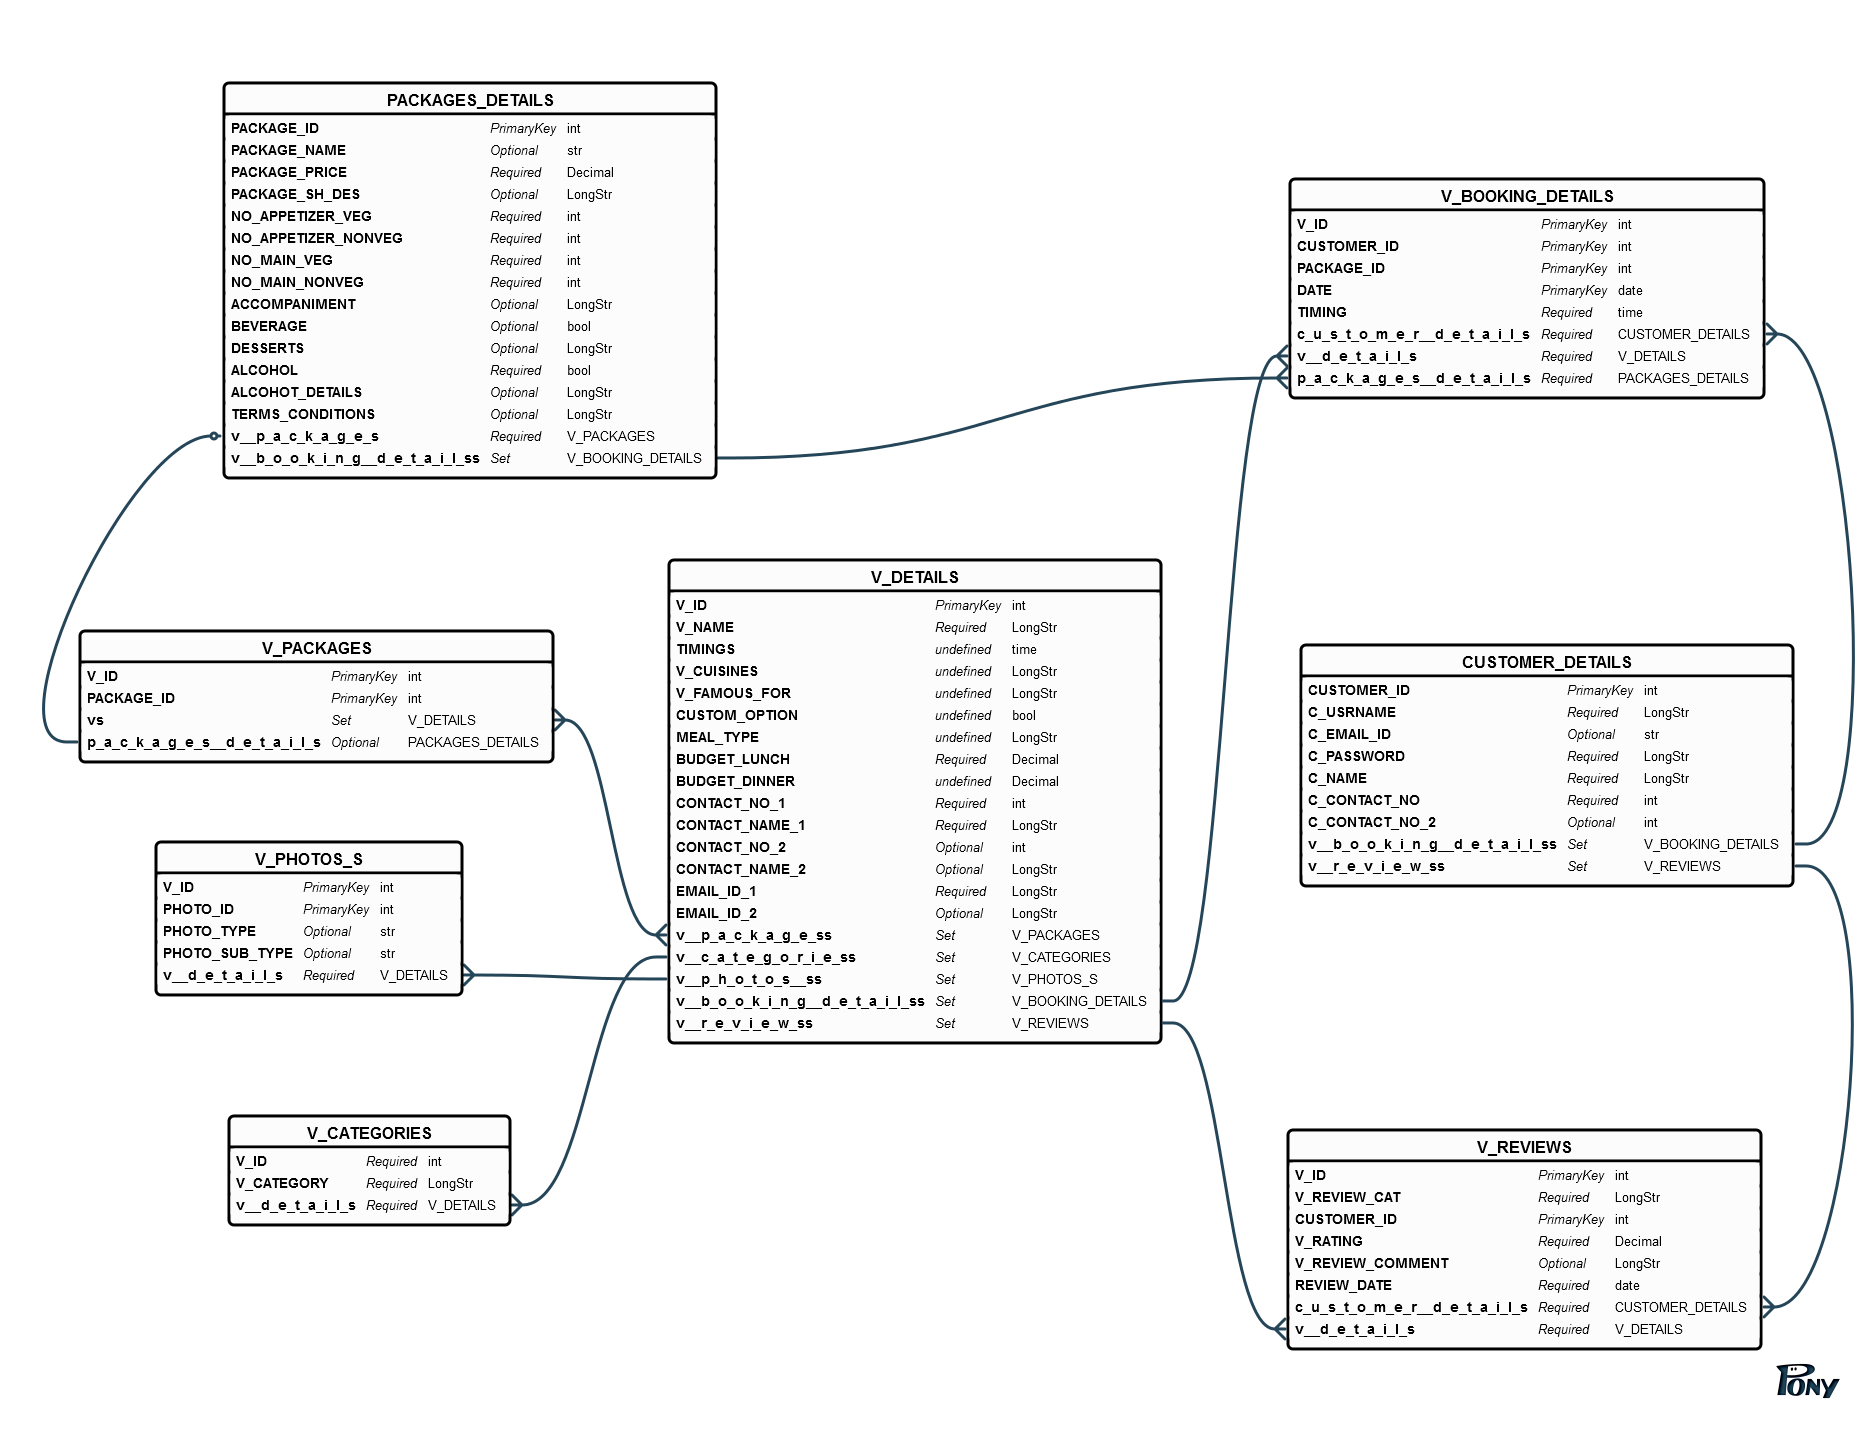 PACKAGES_DETAILS
PACKAGE_ID PrimaryKey int
PACKAGE_NAME Optional str
PACKAGE_PRICE Required Decimal
PACKAGE_SH_DES Optional LongStr
NO_APPETIZER_VEG Required int
NO_APPETIZER_NONVEG Required int
NO_MAIN_VEG Required int
NO_MAIN_NONVEG Required int
ACCOMPANIMENT Optional LongStr
BEVERAGE Optional bool
DESSERTS Optional LongStr
ALCOHOL Required bool
ALCOHOT_DETAILS Optional LongStr
TERMS_CONDITIONS Optional LongStr
v__p_a_c_k_a_g_e_s Required V_PACKAGES
v__b_o_o_k_i_n_g__d_e_t_a_i_l_ss Set V_BOOKING_DETAILS
V_BOOKING_DETAILS
V_ID PrimaryKey int
CUSTOMER_ID PrimaryKey int
PACKAGE_ID PrimaryKey int
DATE PrimaryKey date
TIMING Required time
c_u_s_t_o_m_e_r__d_e_t_a_i_l_s Required CUSTOMER_DETAILS
v__d_e_t_a_i_l_s Required V_DETAILS
p_a_c_k_a_g_e_s__d_e_t_a_i_l_s Required PACKAGES_DETAILS
V_DETAILS
V_ID PrimaryKey int
V_NAME Required LongStr
TIMINGS undefined time
V_CUISINES undefined LongStr
V_FAMOUS_FOR undefined LongStr
CUSTOM_OPTION undefined bool
MEAL_TYPE undefined LongStr
BUDGET_LUNCH Required Decimal
BUDGET_DINNER undefined Decimal
CONTACT_NO_1 Required int
CONTACT_NAME_1 Required LongStr
CONTACT_NO_2 Optional int
CONTACT_NAME_2 Optional LongStr
EMAIL_ID_1 Required LongStr
EMAIL_ID_2 Optional LongStr
v__p_a_c_k_a_g_e_ss Set V_PACKAGES
v__c_a_t_e_g_o_r_i_e_ss Set V_CATEGORIES
v__p_h_o_t_o_s__ss Set V_PHOTOS_S
v__b_o_o_k_i_n_g__d_e_t_a_i_l_ss Set V_BOOKING_DETAILS
v__r_e_v_i_e_w_ss Set V_REVIEWS
V_PACKAGES
V_ID PrimaryKey int
PACKAGE_ID PrimaryKey int
vs Set V_DETAILS
p_a_c_k_a_g_e_s__d_e_t_a_i_l_s Optional PACKAGES_DETAILS
CUSTOMER_DETAILS
CUSTOMER_ID PrimaryKey int
C_USRNAME Required LongStr
C_EMAIL_ID Optional str
C_PASSWORD Required LongStr
C_NAME Required LongStr
C_CONTACT_NO Required int
C_CONTACT_NO_2 Optional int
v__b_o_o_k_i_n_g__d_e_t_a_i_l_ss Set V_BOOKING_DETAILS
v__r_e_v_i_e_w_ss Set V_REVIEWS
V_PHOTOS_S
V_ID PrimaryKey int
PHOTO_ID PrimaryKey int
PHOTO_TYPE Optional str
PHOTO_SUB_TYPE Optional str
v__d_e_t_a_i_l_s Required V_DETAILS
V_CATEGORIES
V_ID Required int
V_CATEGORY Required LongStr
v__d_e_t_a_i_l_s Required V_DETAILS
V_REVIEWS
V_ID PrimaryKey int
V_REVIEW_CAT Required LongStr
CUSTOMER_ID PrimaryKey int
V_RATING Required Decimal
V_REVIEW_COMMENT Optional LongStr
REVIEW_DATE Required date
c_u_s_t_o_m_e_r__d_e_t_a_i_l_s Required CUSTOMER_DETAILS
v__d_e_t_a_i_l_s Required V_DETAILS
PONY